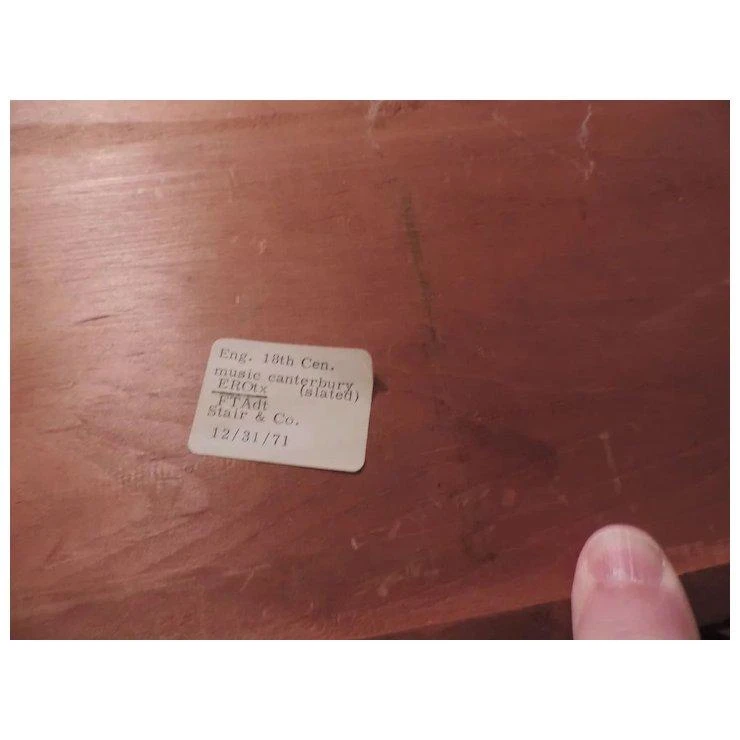 Eng. 18th Cen.
music canterbury
EROtx (slated)
FTAdt
Stair & Co.
12/31/71